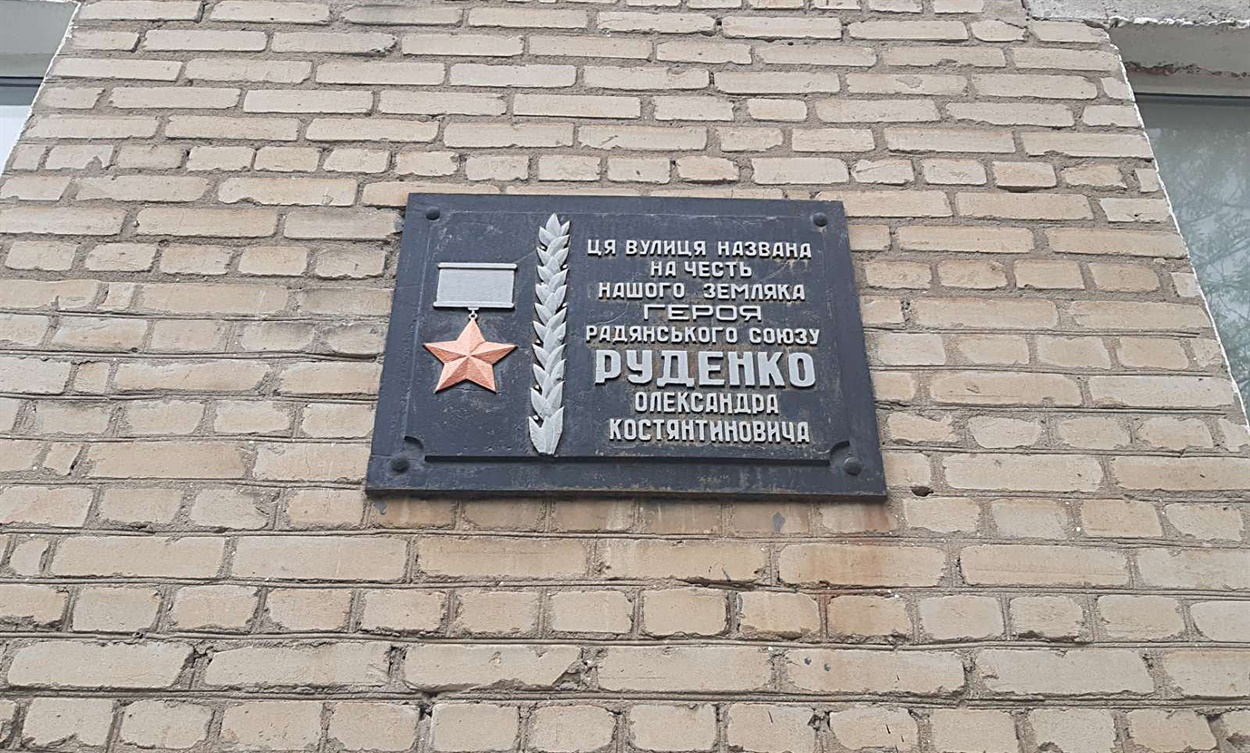 ЦЯ ВУЛИЦЯ НАЗВАНА
НА ЧЕСТЬ
НАШОГО ЗЕМЛЯКА
ГЕРОЯ
РАДЯНСЬКОГО СОЮЗУ
РУДЕНКО
ОЛЕКСАНДРА
КОСТЯНТИНОВИЧА